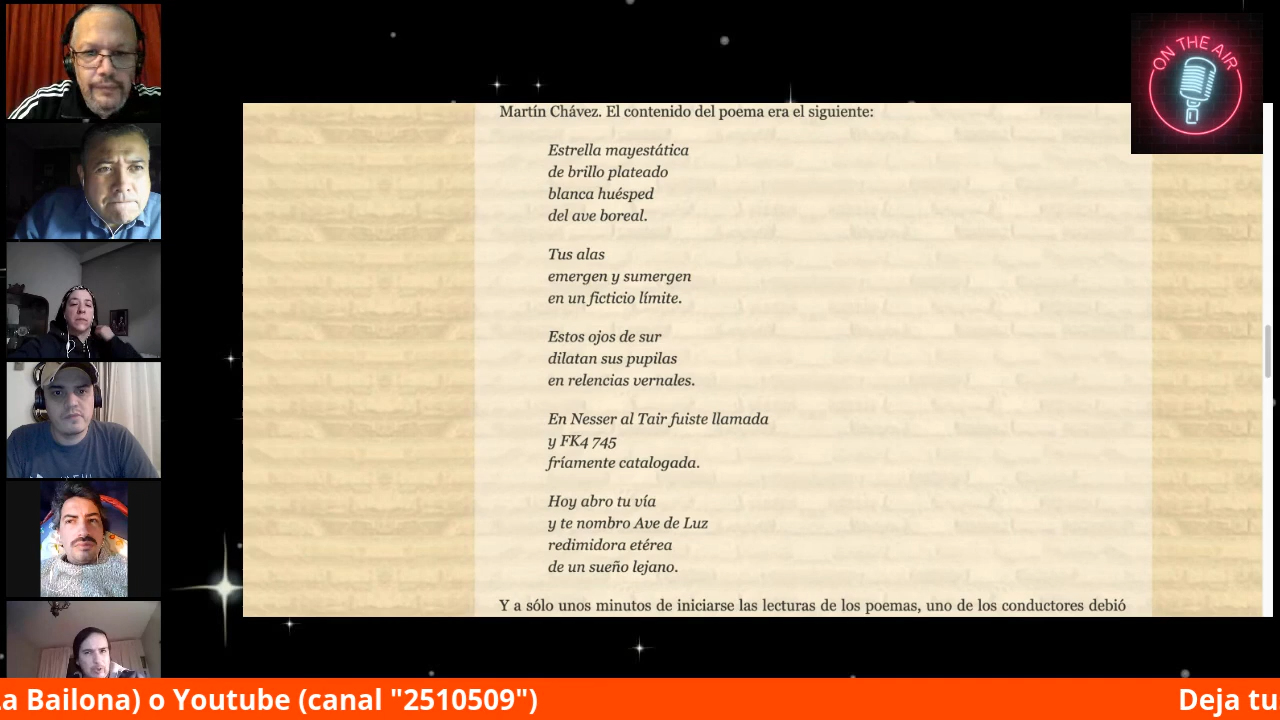 ON THE AIR
Martín Chávez. El contenido del poema era el siguiente:
Estrella mayestática
de brillo plateado
blanca huésped
del ave boreal.
Tus alas
emergen y sumergen
en un ficticio límite.
Estos ojos de sur
dilatan sus pupilas
en relencias vernales.
En Nesser al Tair fuiste llamada
y FK4 745
fríamente catalogada.
Hoy abro tu vía
y te nombro Ave de Luz
redimidora etérea
de un sueño lejano.
Y a sólo unos minutos de iniciarse las lecturas de los poemas, uno de los conductores debió
La Bailona) o Youtube (canal "2510509")
Deja tu